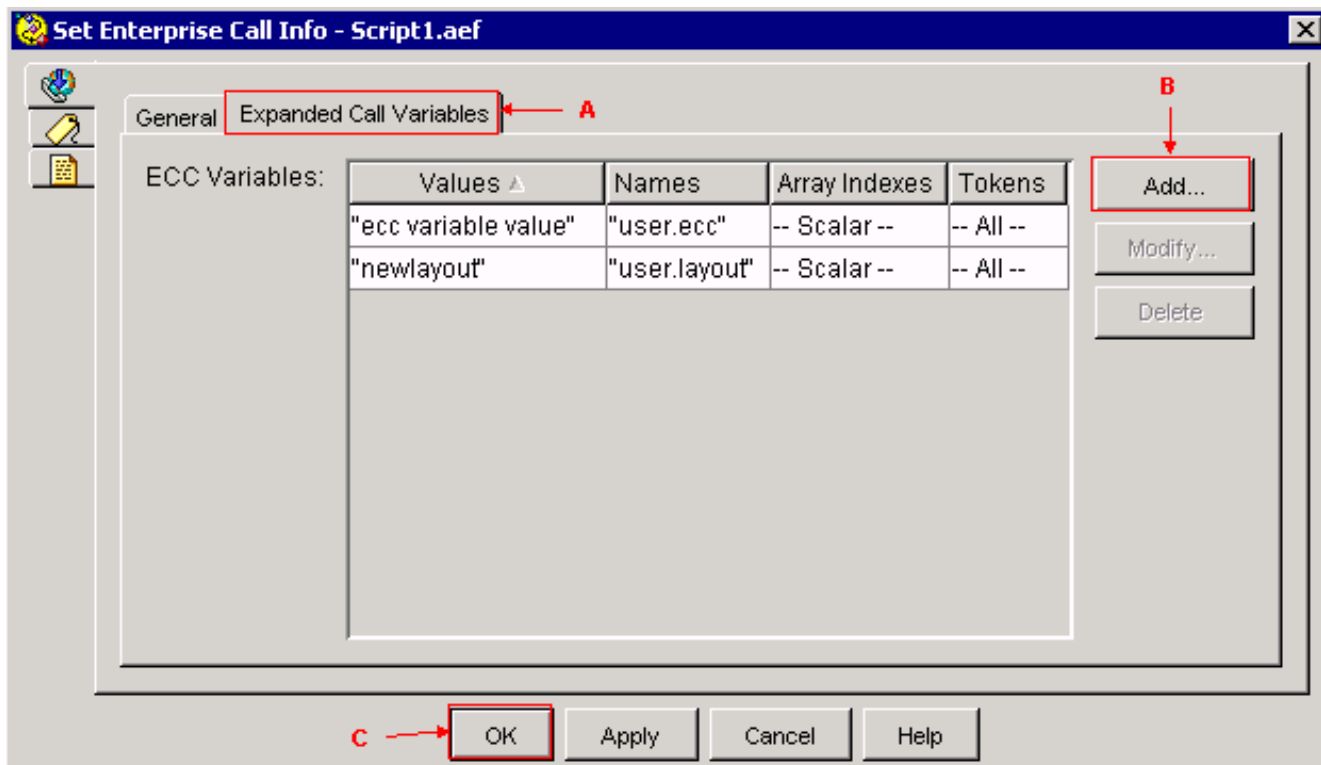 Set Enterprise Call Info - Script1.aef
General Expanded Call Variables A
B
ECC Variables:
Values Names Array Indexes Tokens
"ecc variable value" "user.ecc" -- Scalar -- -- All --
"newlayout" "user.layout" -- Scalar -- -- All --
Add...
Modify...
Delete
C OK Apply Cancel Help